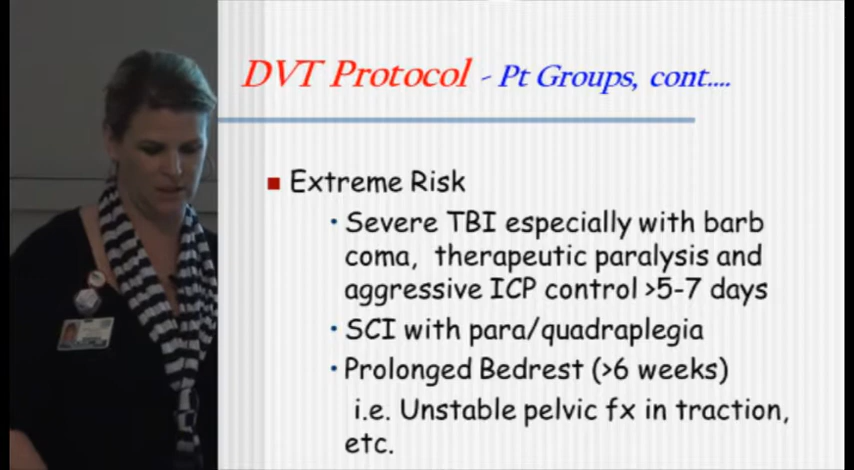 DVT Protocol - Pt Groups, cont....
Extreme Risk
Severe TBI especially with barb
coma, therapeutic paralysis and
aggressive ICP control >5-7 days
SCI with para/quadraplegia
Prolonged Bedrest (>6 weeks)
i.e. Unstable pelvic fx in traction,
etc.